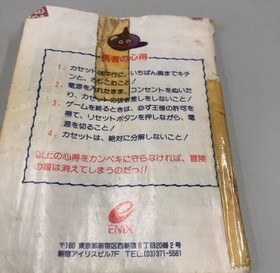 勇者の心得
1. カセットは平行に、いちばん奥までキチ
ンと、さしこむこと!
2. 電源を入れたまま、コンセントをぬいた
り、カセットの抜き差しをしないこと!
3. ゲームを終るときは、必ず王様の許可を
得て、リセットボタンを押しながら、電
源を切ること!
4. カセットは、絶対に分解しないこと!
以上の心得をカンペキに守らなければ、冒険
の書は消えてしまうのだっ!!
ENIX
〒160 東京都新宿区西新宿8丁目20番2号
新宿アイリスビル7F TEL.(03)371-5581